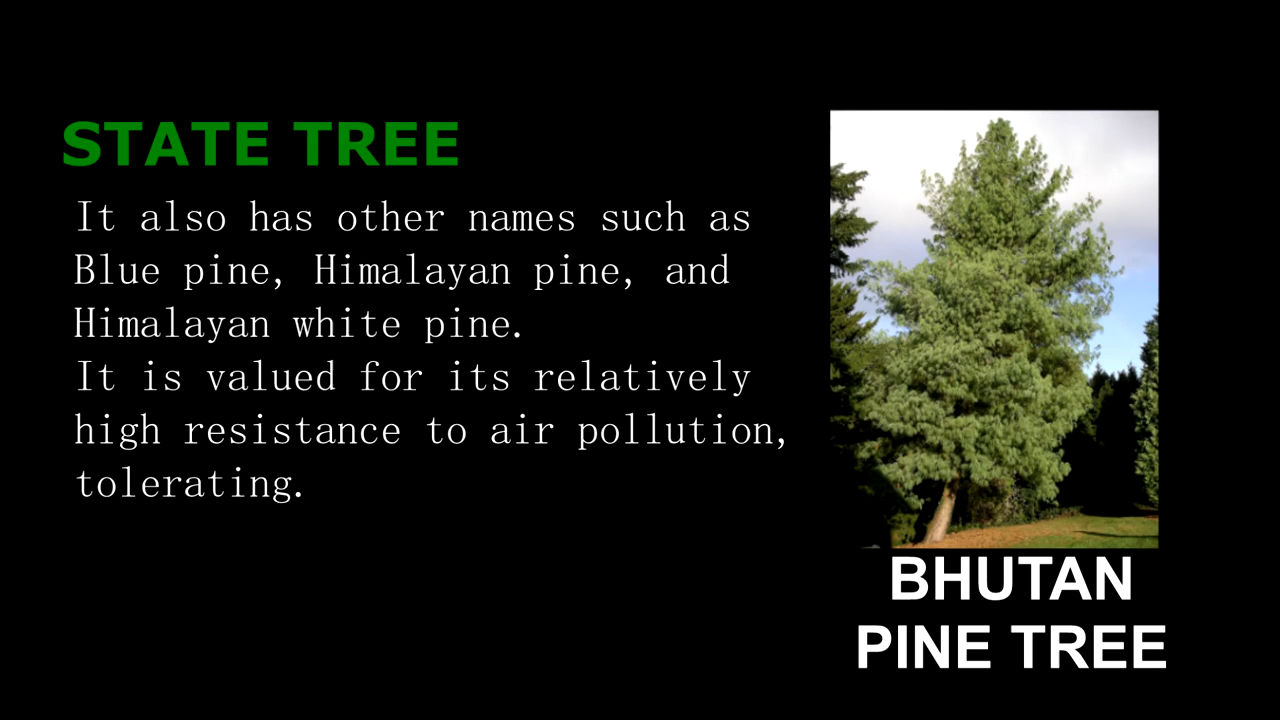 STATE TREE
It also has other names such as
Blue pine, Himalayan pine, and
Himalayan white pine.
It is valued for its relatively
high resistance to air pollution,
tolerating.
BHUTAN
PINE TREE